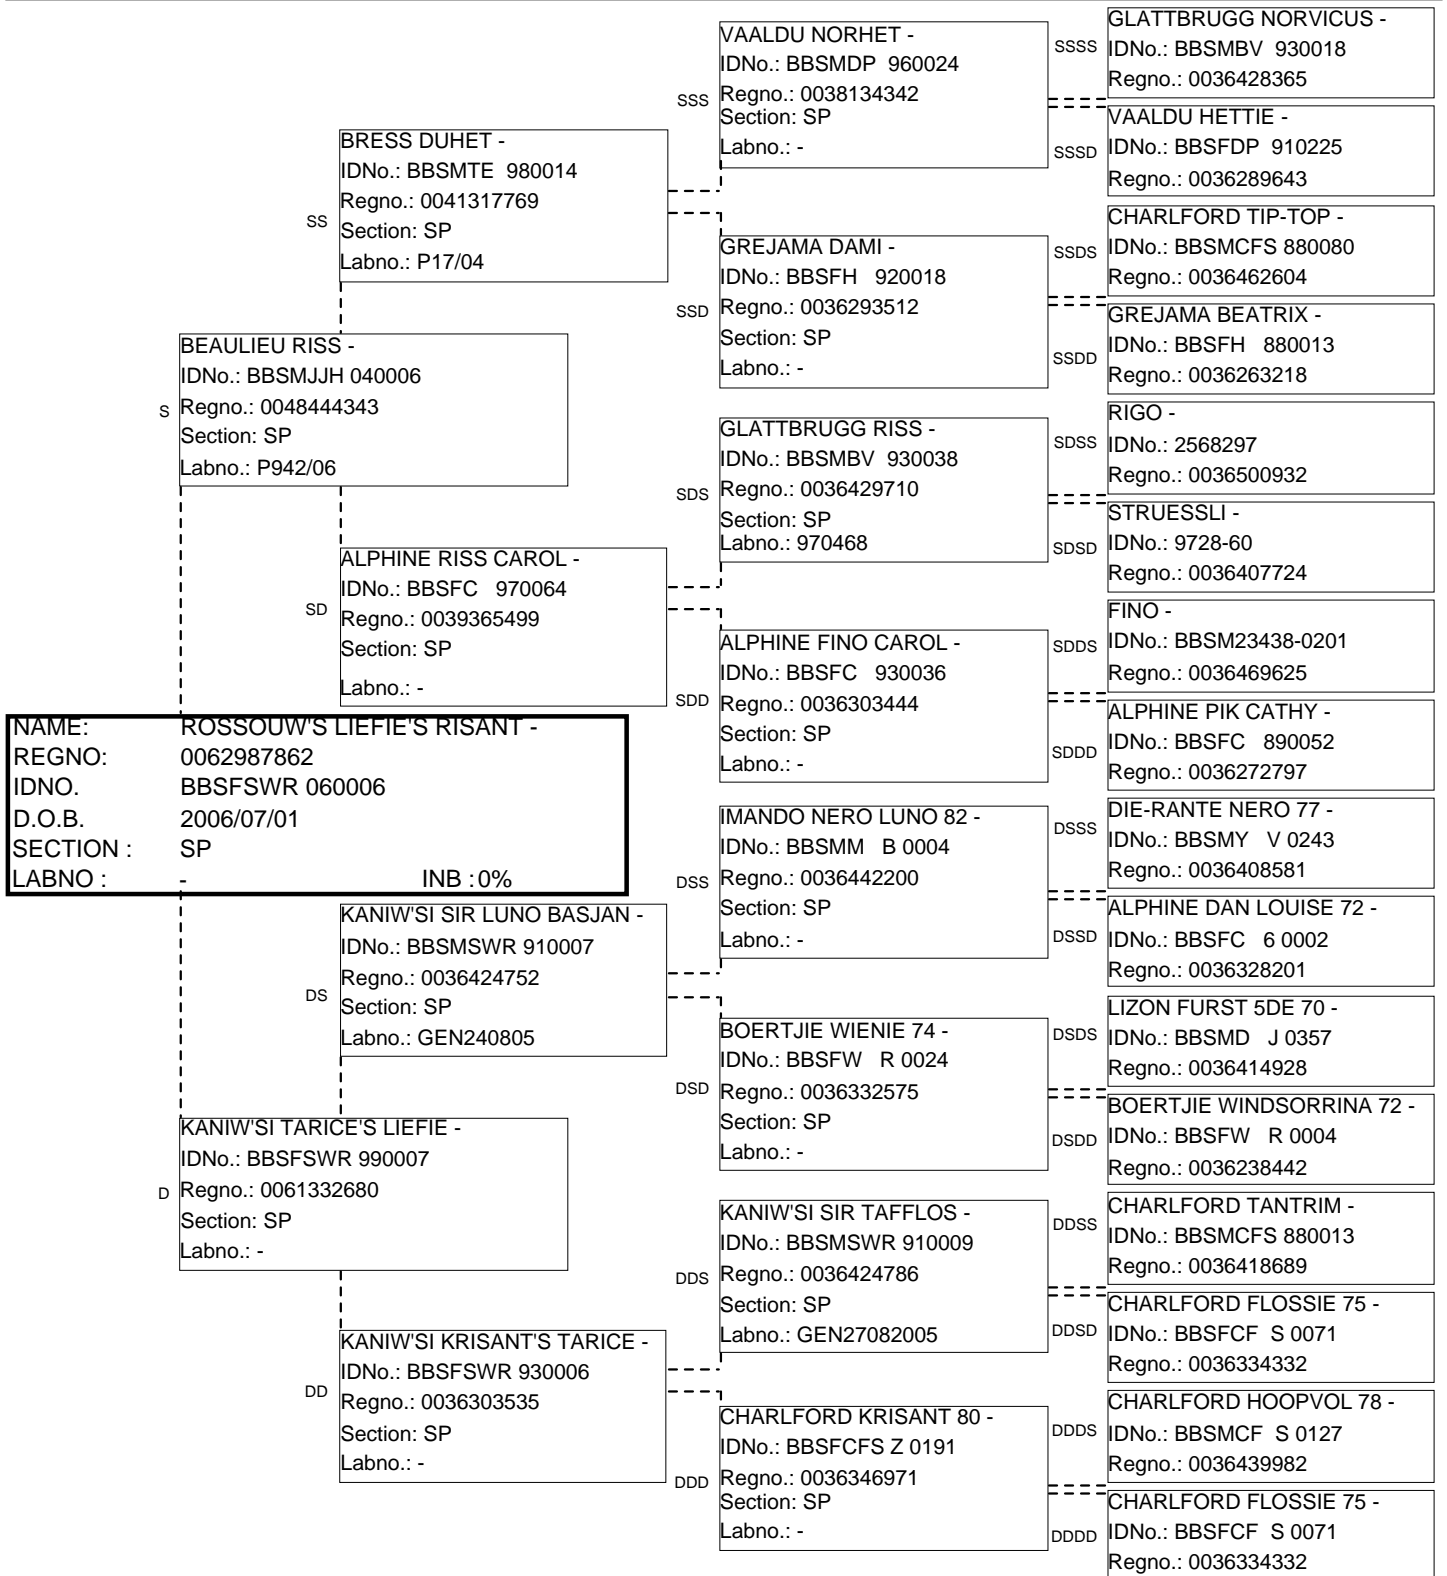 GLATTBRUGG NORVICUS -
SSSS IDNo.: BBSMBV 930018
Regno.: 0036428365
VAALDU NORHET -
IDNo.: BBSMDP 960024
SSS Regno.: 0038134342
Section: SP
Labno.: -
VAALDU HETTIE -
SSSD IDNo.: BBSFDP 910225
Regno.: 0036289643
BRESS DUHET -
IDNo.: BBSMTE 980014
Regno.: 0041317769
SS Section: SP
Labno.: P17/04
CHARLFORD TIP-TOP -
SSDS IDNo.: BBSMCFS 880080
Regno.: 0036462604
GREJAMA DAMI -
IDNo.: BBSFH 920018
SSD Regno.: 0036293512
Section: SP
Labno.: -
GREJAMA BEATRIX -
SSDD IDNo.: BBSFH 880013
Regno.: 0036263218
BEAULIEU RISS -
IDNo.: BBSMJJH 040006
S Regno.: 0048444343
Section: SP
Labno.: P942/06
RIGO -
SDSS IDNo.: 2568297
Regno.: 0036500932
GLATTBRUGG RISS -
IDNo.: BBSMBV 930038
SDS Regno.: 0036429710
Section: SP
Labno.: 970468
STRUESSLI -
SDSD IDNo.: 9728-60
Regno.: 0036407724
ALPHINE RISS CAROL -
IDNo.: BBSFC 970064
SD Regno.: 0039365499
Section: SP
Labno.: -
FINO -
SDDS IDNo.: BBSM23438-0201
Regno.: 0036469625
ALPHINE FINO CAROL -
IDNo.: BBSFC 930036
SDD Regno.: 0036303444
Section: SP
Labno.: -
ALPHINE PIK CATHY -
SDDD IDNo.: BBSFC 890052
Regno.: 0036272797
NAME: ROSSOUW'S LIEFIE'S RISANT -
REGNO: 0062987862
IDNO. BBSFSWR 060006
D.O.B. 2006/07/01
SECTION : SP
LABNO : - INB : 0%
DIE-RANTE NERO 77 -
DSSS IDNo.: BBSMY V 0243
Regno.: 0036408581
IMANDO NERO LUNO 82 -
IDNo.: BBSMM B 0004
DSS Regno.: 0036442200
Section: SP
Labno.: -
ALPHINE DAN LOUISE 72 -
DSSD IDNo.: BBSFC 6 0002
Regno.: 0036328201
KANIW'SI SIR LUNO BASJAN -
IDNo.: BBSMSWR 910007
Regno.: 0036424752
DS Section: SP
Labno.: GEN240805
LIZON FURST 5DE 70 -
DSDS IDNo.: BBSMD J 0357
Regno.: 0036414928
BOERTJIE WIENIE 74 -
IDNo.: BBSFW R 0024
DSD Regno.: 0036332575
Section: SP
Labno.: -
BOERTJIE WINDSORRINA 72 -
DSDD IDNo.: BBSFW R 0004
Regno.: 0036238442
KANIW'SI TARICE'S LIEFIE -
IDNo.: BBSFSWR 990007
D Regno.: 0061332680
Section: SP
Labno.: -
CHARLFORD TANTRIM -
DDSS IDNo.: BBSMCFS 880013
Regno.: 0036418689
KANIW'SI SIR TAFFLOS -
IDNo.: BBSMSWR 910009
DDS Regno.: 0036424786
Section: SP
Labno.: GEN27082005
CHARLFORD FLOSSIE 75 -
DDSD IDNo.: BBSFCF S 0071
Regno.: 0036334332
KANIW'SI KRISANT'S TARICE -
IDNo.: BBSFSWR 930006
DD Regno.: 0036303535
Section: SP
Labno.: -
CHARLFORD HOOPVOL 78 -
DDDS IDNo.: BBSMCF S 0127
Regno.: 0036439982
CHARLFORD KRISANT 80 -
IDNo.: BBSFCFS Z 0191
DDD Regno.: 0036346971
Section: SP
Labno.: -
CHARLFORD FLOSSIE 75 -
DDDD IDNo.: BBSFCF S 0071
Regno.: 0036334332